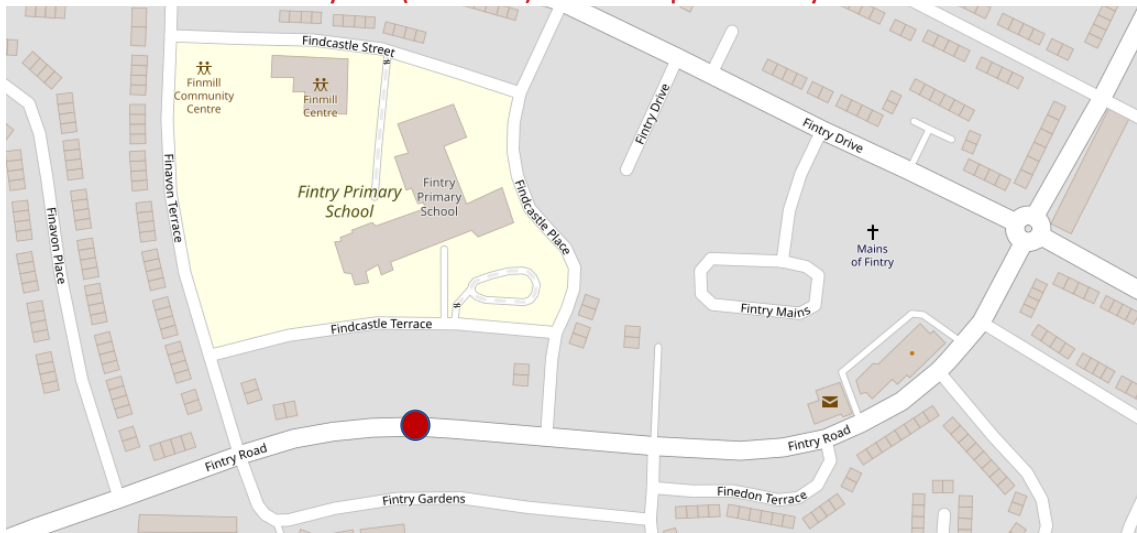 Findcastle Street
Finmill
Community
Centre
Finmill
Centre
Fintry Drive
Fintry Drive
Finavon Terrace
Fintry Primary
School
Fintry
Primary
School
Findcastle Place
Finavon Place
Mains
of Fintry
Fintry Mains
Findcastle Terrace
Fintry Road
Fintry Road
Fintry Gardens
Finedon Terrace